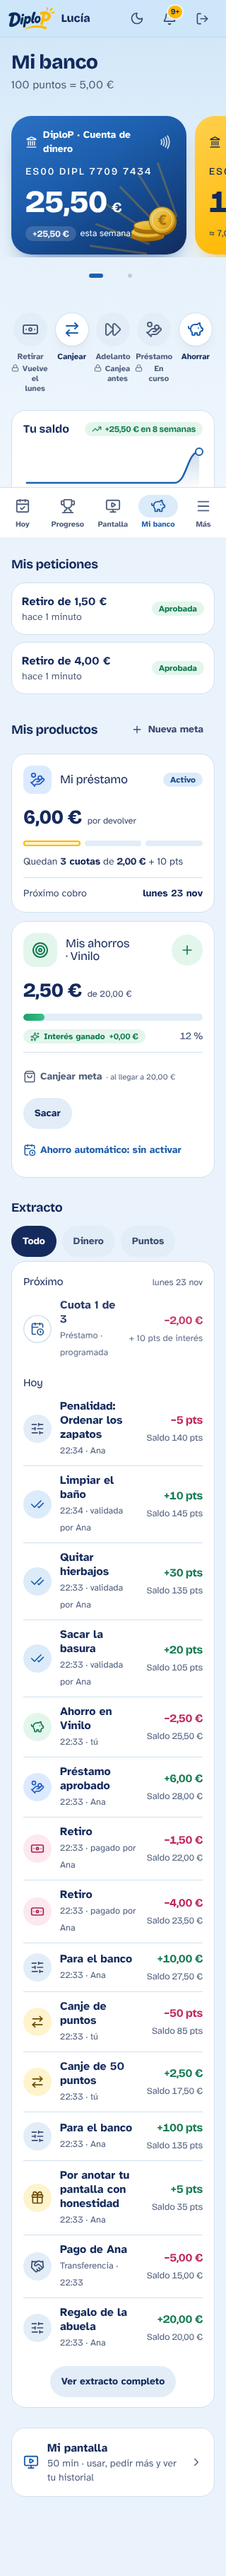 DiploP Lucía 9+
Mi banco
100 puntos = 5,00 €
DiploP · Cuenta de
dinero
ES00 DIPL 7709 7434
25,50 €
+25,50 € esta semana
Retirar
Canjear
Adelanto
Préstamo
Ahorrar
Vuelve
el
lunes
Canjea
antes
En
curso
Tu saldo
+25,50 € en 8 semanas
Hoy
Progreso
Pantalla
Mi banco
Más
Mis peticiones
Retiro de 1,50 €
hace 1 minuto
Aprobada
Retiro de 4,00 €
hace 1 minuto
Aprobada
Mis productos
+ Nueva meta
Mi préstamo
Activo
6,00 € por devolver
Quedan 3 cuotas de 2,00 € + 10 pts
Próximo cobro lunes 23 nov
Mis ahorros
· Vinilo
2,50 € de 20,00 €
Interés ganado +0,00 €
12 %
Canjear meta · al llegar a 20,00 €
Sacar
Ahorro automático: sin activar
Extracto
Todo
Dinero
Puntos
Próximo lunes 23 nov
Cuota 1 de
3
Préstamo ·
programada
−2,00 €
+ 10 pts de interés
Hoy
Penalidad:
Ordenar los
zapatos
22:34 · Ana
−5 pts
Saldo 140 pts
Limpiar el
baño
22:34 · validada
por Ana
+10 pts
Saldo 145 pts
Quitar
hierbajos
22:33 · validada
por Ana
+30 pts
Saldo 135 pts
Sacar la
basura
22:33 · validada
por Ana
+20 pts
Saldo 105 pts
Ahorro en
Vinilo
22:33 · tú
−2,50 €
Saldo 25,50 €
Préstamo
aprobado
22:33 · Ana
+6,00 €
Saldo 28,00 €
Retiro
22:33 · pagado por
Ana
−1,50 €
Saldo 22,00 €
Retiro
22:33 · pagado por
Ana
−4,00 €
Saldo 23,50 €
Para el banco
22:33 · Ana
+10,00 €
Saldo 27,50 €
Canje de
puntos
22:33 · tú
−50 pts
Saldo 85 pts
Canje de 50
puntos
22:33 · tú
+2,50 €
Saldo 17,50 €
Para el banco
22:33 · Ana
+100 pts
Saldo 135 pts
Por anotar tu
pantalla con
honestidad
22:33 · Ana
+5 pts
Saldo 35 pts
Pago de Ana
Transferencia ·
22:33
−5,00 €
Saldo 15,00 €
Regalo de la
abuela
22:33 · Ana
+20,00 €
Saldo 20,00 €
Ver extracto completo
Mi pantalla
50 min · usar, pedir más y ver
tu historial